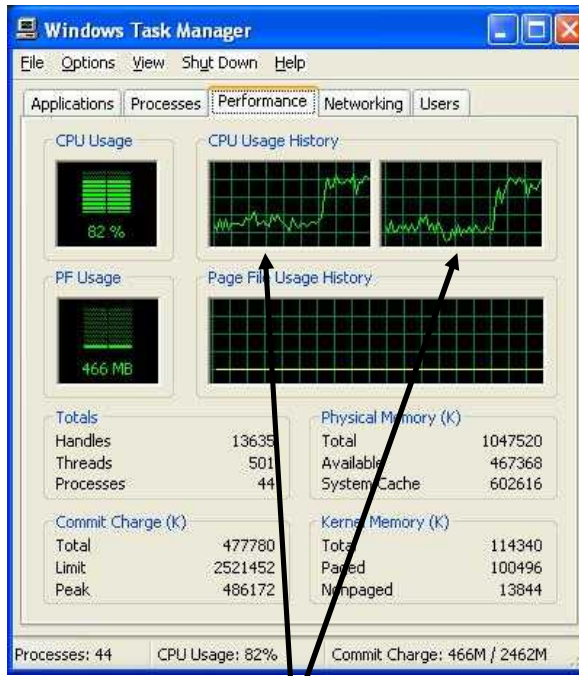 Windows Task Manager
File Options View Shut Down Help
Applications Processes Performance Networking Users
CPU Usage CPU Usage History
82 %
PF Usage Page File Usage History
466 MB
Totals Physical Memory (K)
Handles 13635 Total 1047520
Threads 501 Available 467368
Processes 44 System Cache 602616
Commit Charge (K) Kernel Memory (K)
Total 477780 Total 114340
Limit 2521452 Paged 100496
Peak 486172 Nonpaged 13844
Processes: 44 CPU Usage: 82% Commit Charge: 466M / 2462M